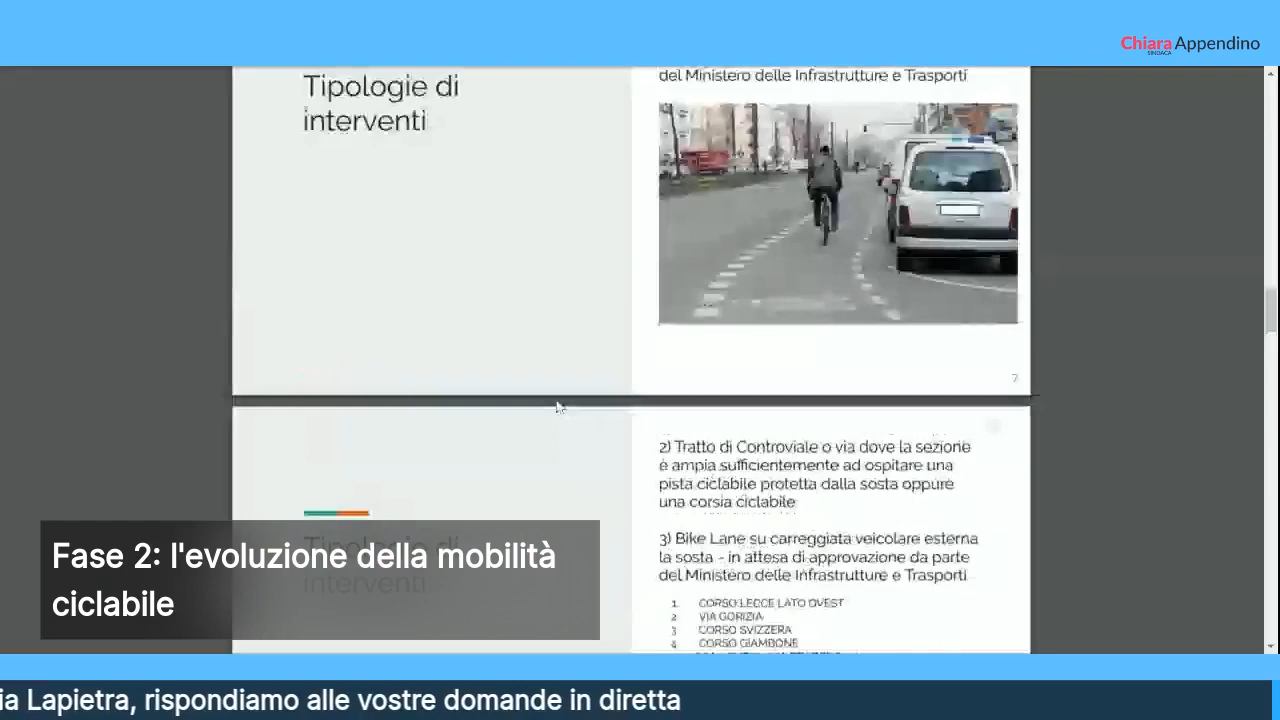 Chiara Appendino
SINDACA
Tipologie di
interventi
del Ministero delle Infrastrutture e Trasporti
7
2) Tratto di Controviale o via dove la sezione
è ampia sufficientemente ad ospitare una
pista ciclabile protetta dalla sosta oppure
una corsia ciclabile
3) Bike Lane su carreggiata veicolare esterna
la sosta - in attesa di approvazione da parte
del Ministero delle Infrastrutture e Trasporti
1. CORSO LECCE LATO OVEST
2 VIA GORIZIA
3 CORSO SVIZZERA
4 CORSO GIAMBONE
Tipologie di
interventi
Fase 2: l'evoluzione della mobilità
ciclabile
ia Lapietra, rispondiamo alle vostre domande in diretta